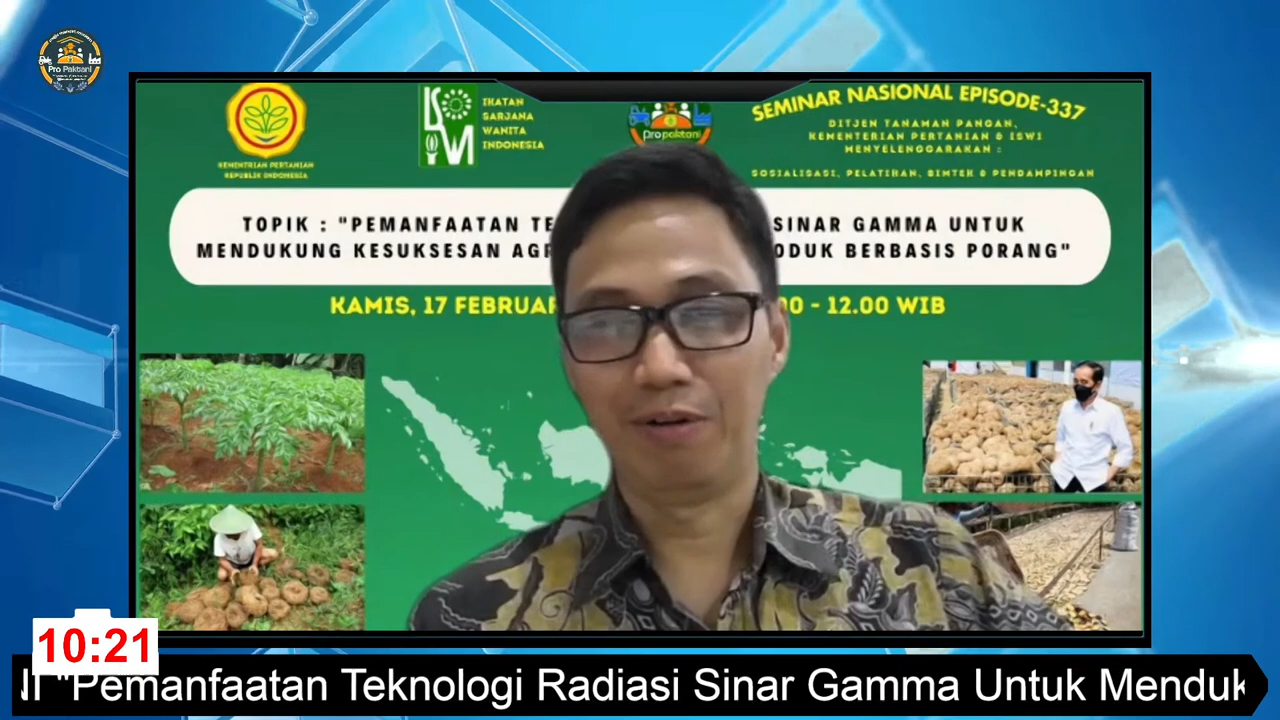 Pro Paktani
KEMENTRIAN PERTANIAN
REPUBLIK INDONESIA
IKATAN
SARJANA
WANITA
INDONESIA
propaktani
SEMINAR NASIONAL EPISODE-337
DITJEN TANAMAN PANGAN,
KEMENTERIAN PERTANIAN & ISWI
MENYELENGGARAKAN :
SOSIALISASI, PELATIHAN, BIMTEK & PENDAMPINGAN
TOPIK : "PEMANFAATAN TE SINAR GAMMA UNTUK
MENDUKUNG KESUKSESAN AGR ODUK BERBASIS PORANG"
KAMIS, 17 FEBRUAR 00 - 12.00 WIB
10:21
"Pemanfaatan Teknologi Radiasi Sinar Gamma Untuk Menduk